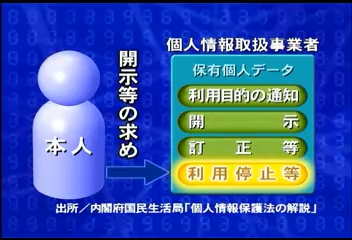 個人情報取扱事業者
保有個人データ
利用目的の通知
開示
訂正等
利用停止等
開示等の求め
本人
出所／内閣府国民生活局「個人情報保護法の解説」